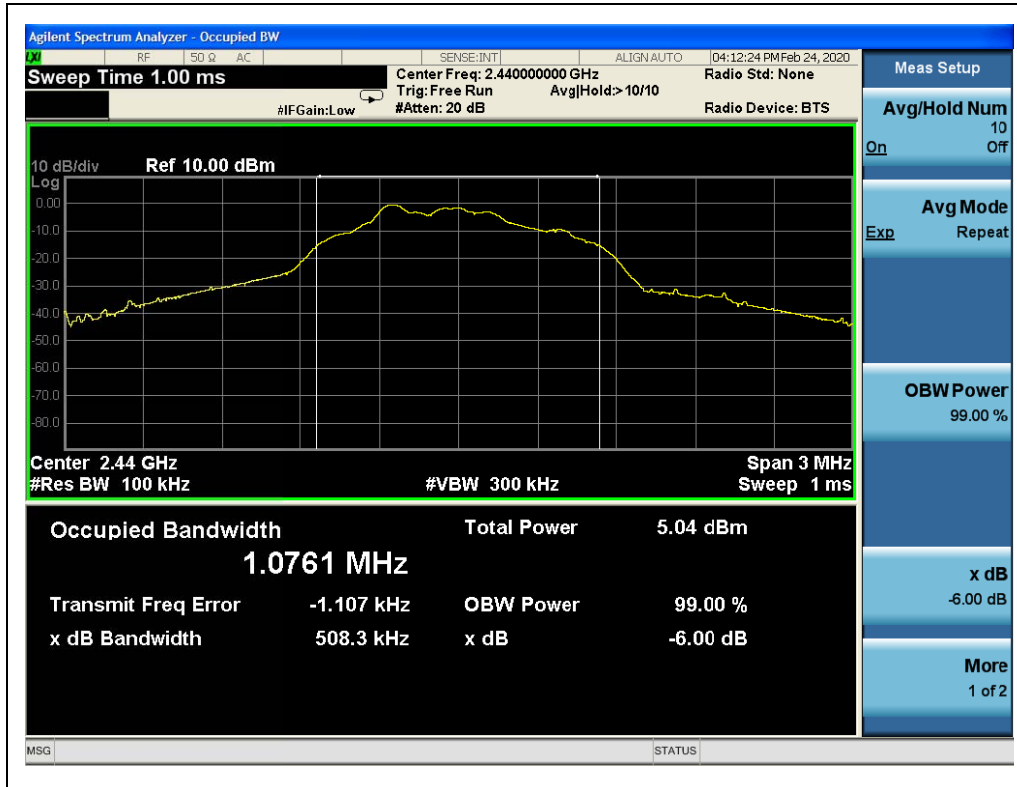 Agilent Spectrum Analyzer - Occupied BW
LXI RF 50 Ω AC SENSE:INT ALIGN AUTO 04:12:24 PM Feb 24, 2020
Sweep Time 1.00 ms
Center Freq: 2.440000000 GHz
Radio Std: None
Trig: Free Run Avg|Hold:> 10/10
#IFGain:Low #Atten: 20 dB Radio Device: BTS
10 dB/div Ref 10.00 dBm
Log
0.00
-10.0
-20.0
-30.0
-40.0
-50.0
-60.0
-70.0
-80.0
Center 2.44 GHz Span 3 MHz
#Res BW 100 kHz #VBW 300 kHz Sweep 1 ms
Occupied Bandwidth Total Power 5.04 dBm
1.0761 MHz
Transmit Freq Error -1.107 kHz OBW Power 99.00 %
x dB Bandwidth 508.3 kHz x dB -6.00 dB
Meas Setup
Avg/Hold Num
10
On Off
Avg Mode
Exp Repeat
OBW Power
99.00 %
x dB
-6.00 dB
More
1 of 2
MSG STATUS